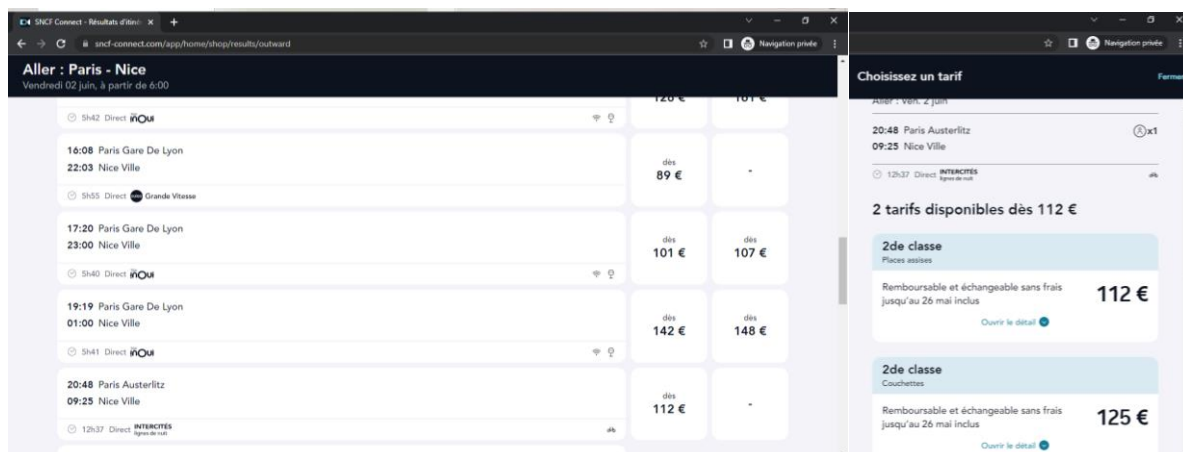 SNCF Connect - Résultats d'itiné
sncf-connect.com/app/home/shop/results/outward
Navigation privée
Aller : Paris - Nice
Vendredi 02 juin, à partir de 6:00
5h42 Direct inOui
16:08 Paris Gare De Lyon
22:03 Nice Ville
dès
89 €
-
5h55 Direct Grande Vitesse
17:20 Paris Gare De Lyon
23:00 Nice Ville
dès
101 €
dès
107 €
5h40 Direct inOui
19:19 Paris Gare De Lyon
01:00 Nice Ville
dès
142 €
dès
148 €
5h41 Direct inOui
20:48 Paris Austerlitz
09:25 Nice Ville
dès
112 €
-
12h37 Direct INTERCITÉS
lignes de nuit
Navigation privée
Choisissez un tarif
Fermer
Aller : Ven. 2 juin
20:48 Paris Austerlitz
x1
09:25 Nice Ville
12h37 Direct INTERCITÉS
lignes de nuit
2 tarifs disponibles dès 112 €
2de classe
Places assises
Remboursable et échangeable sans frais
jusqu'au 26 mai inclus
112 €
Ouvrir le détail
2de classe
Couchettes
Remboursable et échangeable sans frais
jusqu'au 26 mai inclus
125 €
Ouvrir le détail